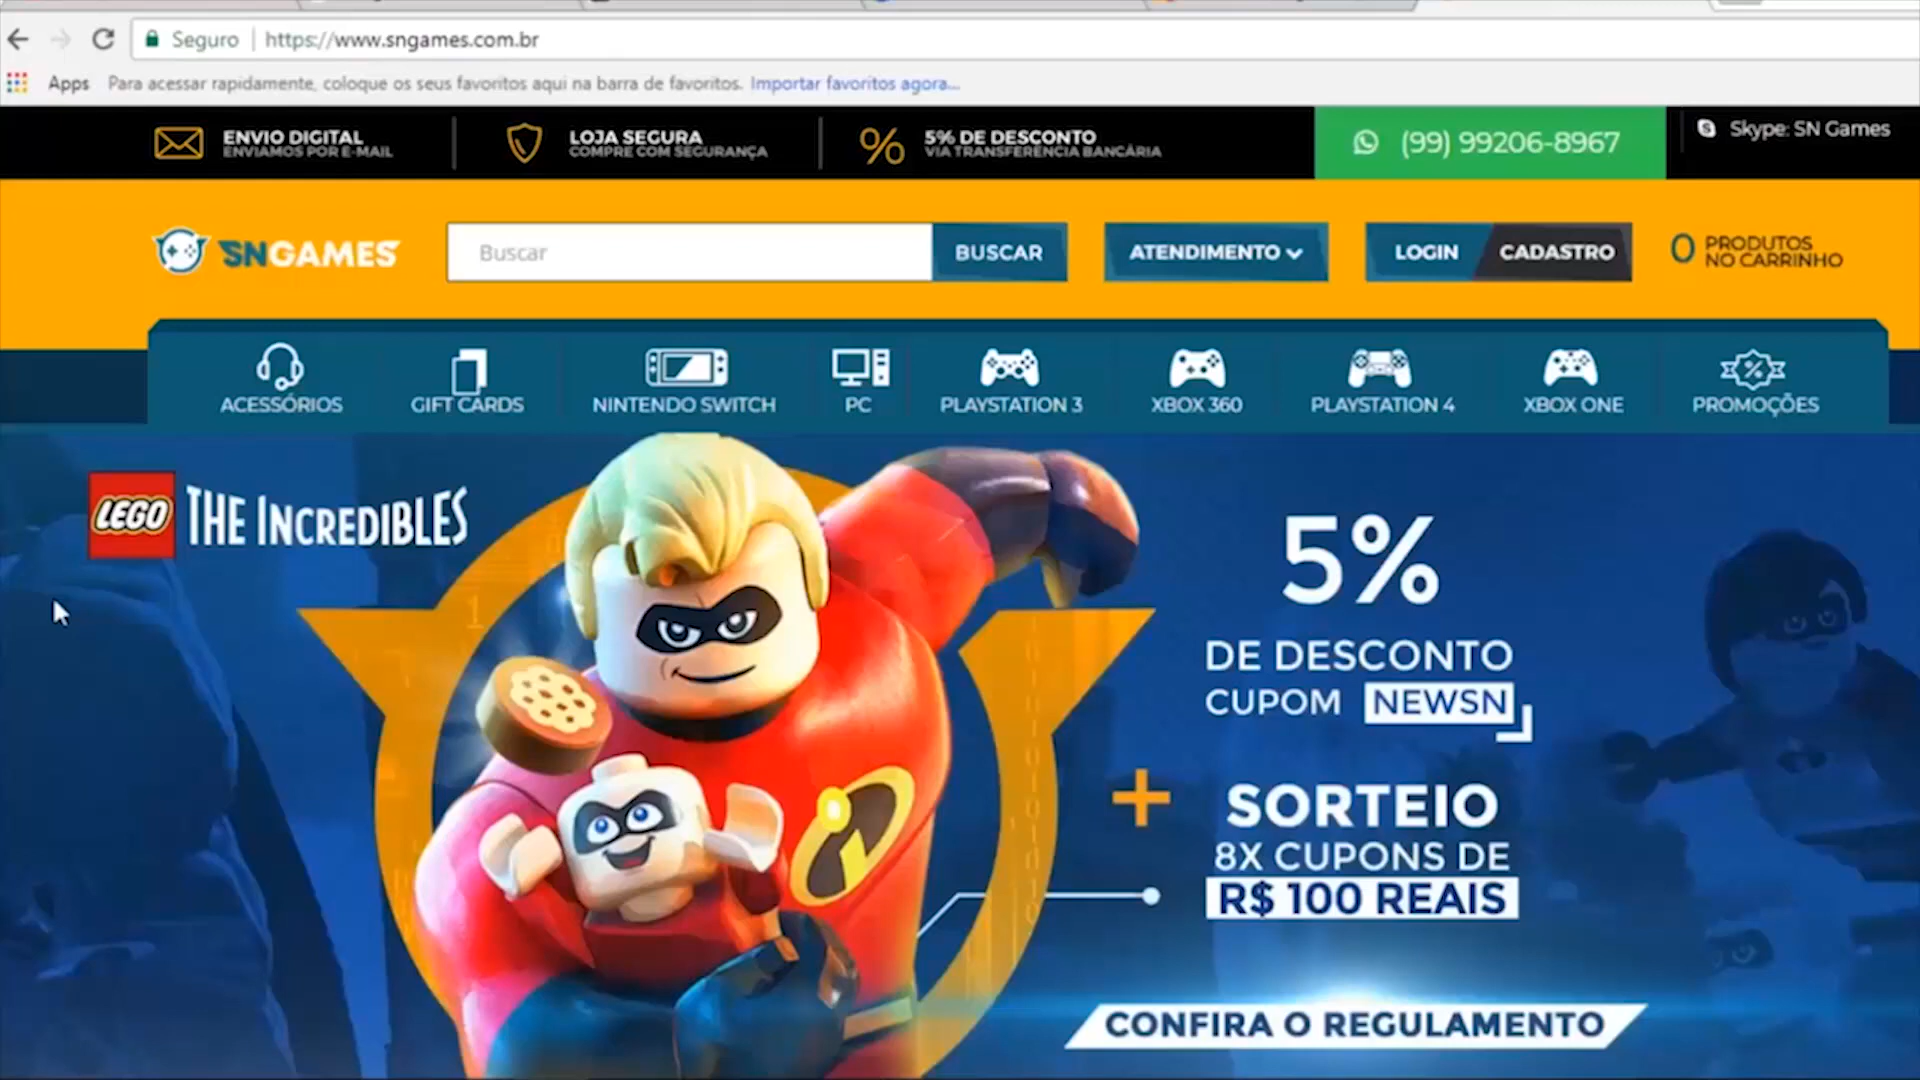 Seguro | https://www.sngames.com.br
Apps Para acessar rapidamente, coloque os seus favoritos aqui na barra de favoritos. Importar favoritos agora...
ENVIO DIGITAL
ENVIAMOS POR E-MAIL
LOJA SEGURA
COMPRE COM SEGURANÇA
% 5% DE DESCONTO
VIA TRANSFERÊNCIA BANCÁRIA
(99) 99206-8967
Skype: SN Games
SNGAMES
Buscar
BUSCAR
ATENDIMENTO
LOGIN
CADASTRO
0 PRODUTOS
NO CARRINHO
ACESSÓRIOS
GIFT CARDS
NINTENDO SWITCH
PC
PLAYSTATION 3
XBOX 360
PLAYSTATION 4
XBOX ONE
PROMOÇÕES
LEGO THE INCREDIBLES
5%
DE DESCONTO
CUPOM NEWSN
+ SORTEIO
8X CUPONS DE
R$ 100 REAIS
CONFIRA O REGULAMENTO